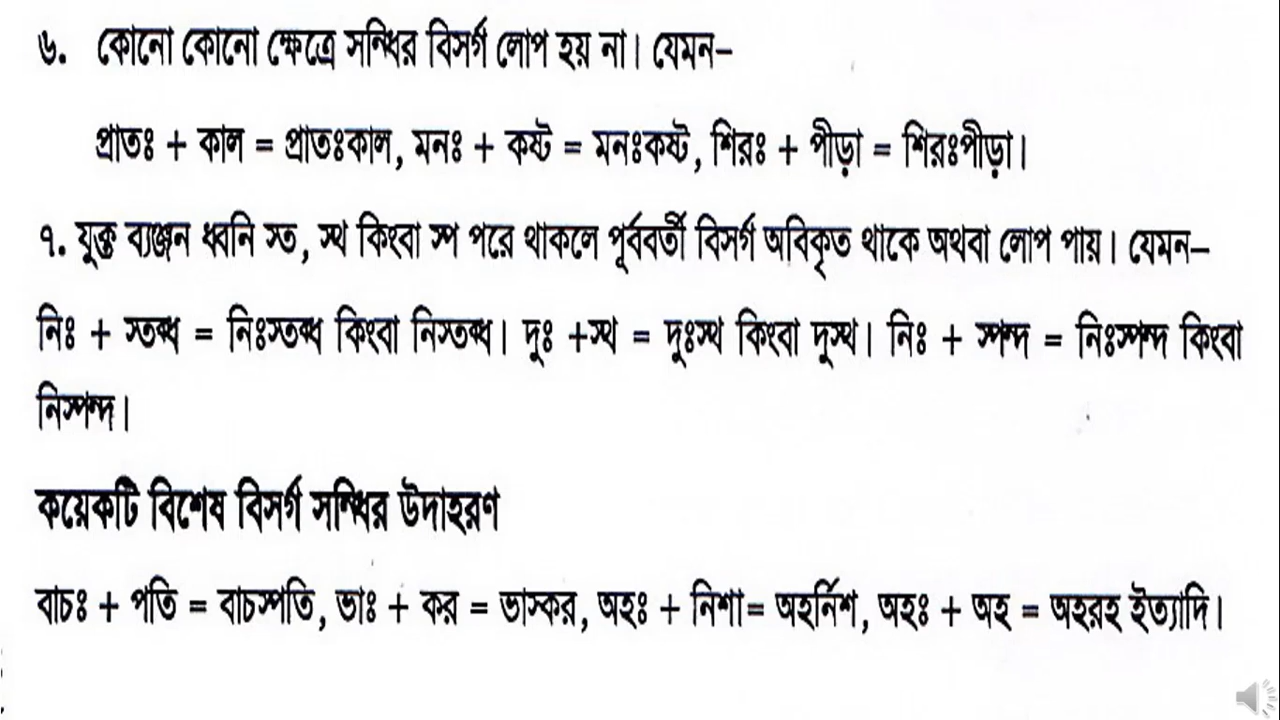 ৬. কোনো কোনো ক্ষেত্রে সন্ধির বিসর্গ লোপ হয় না। যেমন–
প্রাতঃ + কাল = প্রাতঃকাল, মনঃ + কষ্ট = মনঃকষ্ট, শিরঃ + পীড়া = শিরঃপীড়া।
৭. যুক্ত ব্যঞ্জন ধ্বনি স্ত, স্থ কিংবা স্প পরে থাকলে পূর্ববর্তী বিসর্গ অবিকৃত থাকে অথবা লোপ পায়। যেমন–
নিঃ + স্তব্ধ = নিঃস্তব্ধ কিংবা নিস্তব্ধ। দুঃ +স্থ = দুঃস্থ কিংবা দুস্থ। নিঃ + স্পন্দ = নিঃস্পন্দ কিংবা
নিস্পন্দ।
কয়েকটি বিশেষ বিসর্গ সন্ধির উদাহরণ
বাচঃ + পতি = বাচস্পতি, ভাঃ + কর = ভাস্কর, অহঃ + নিশা= অহর্নিশ, অহঃ + অহ = অহরহ ইত্যাদি।